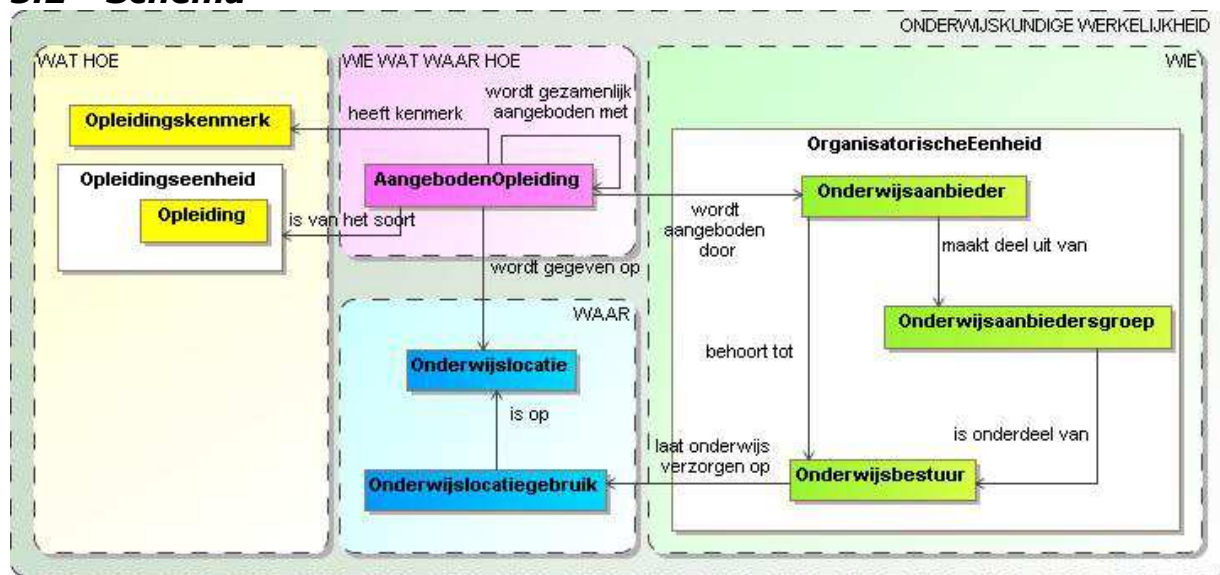 ONDERWIJSKUNDIGE WERKELIJKHEID
WAT HOE
Opleidingskenmerk
Opleidingseenheid
Opleiding
WIE WAT WAAR HOE
wordt gezamenlijk
aangeboden met
heeft kenmerk
AangebodenOpleiding
is van het soort
wordt gegeven op
WAAR
Onderwijslocatie
is op
Onderwijslocatiegebruik
WIE
OrganisatorischeEenheid
Onderwijsaanbieder
wordt
aangeboden
door
maakt deel uit van
Onderwijsaanbiedersgroep
behoort tot
is onderdeel van
laat onderwijs
verzorgen op
Onderwijsbestuur